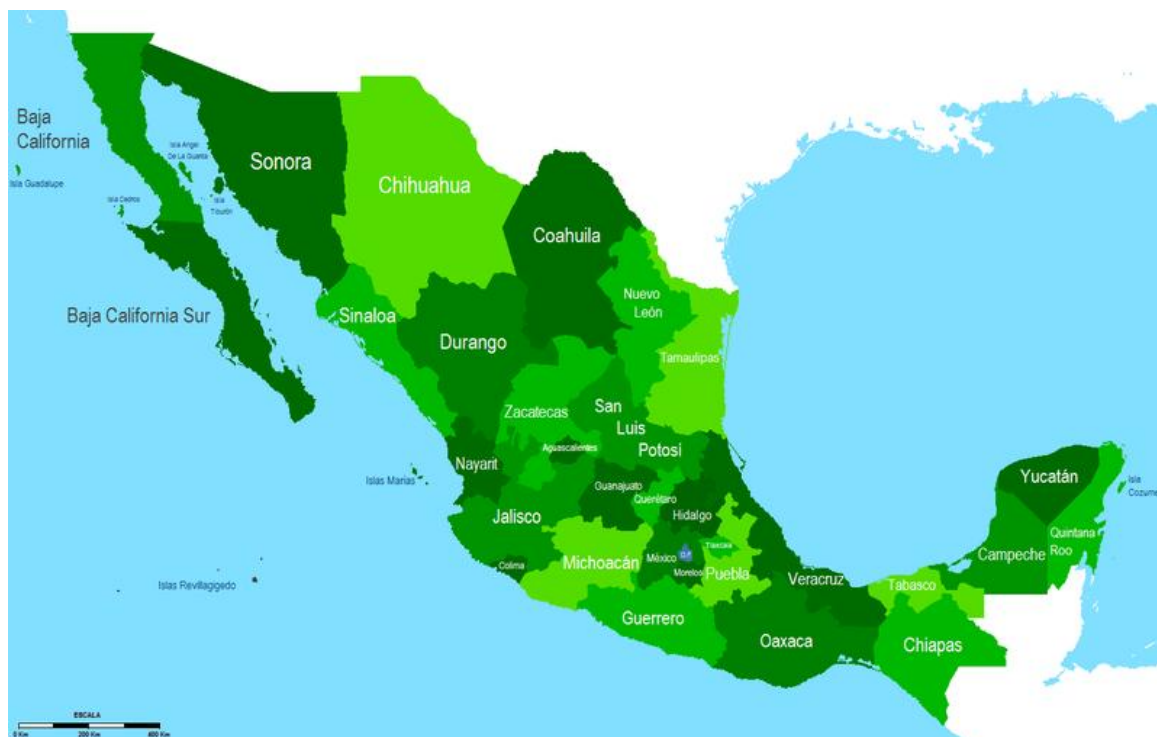 Baja
California
Sonora
Isla Angel
De La Guarda
Isla Guadalupe
Isla Cedros
Isla
Tiburón
Chihuahua
Coahuila
Baja California Sur
Sinaloa
Nuevo
León
Durango
Tamaulipas
Zacatecas
San
Luis
Potosí
Aguascalientes
Nayarit
Islas Marías
Guanajuato
Querétaro
Hidalgo
Jalisco
Yucatán
Isla
Cozume
Quintana
Roo
Campeche
Colima
Michoacán
México
D.F.
Tlaxcala
Morelos
Puebla
Veracruz
Tabasco
Islas Revillagigedo
Guerrero
Oaxaca
Chiapas
ESCALA
0 Km 200 Km 400 Km